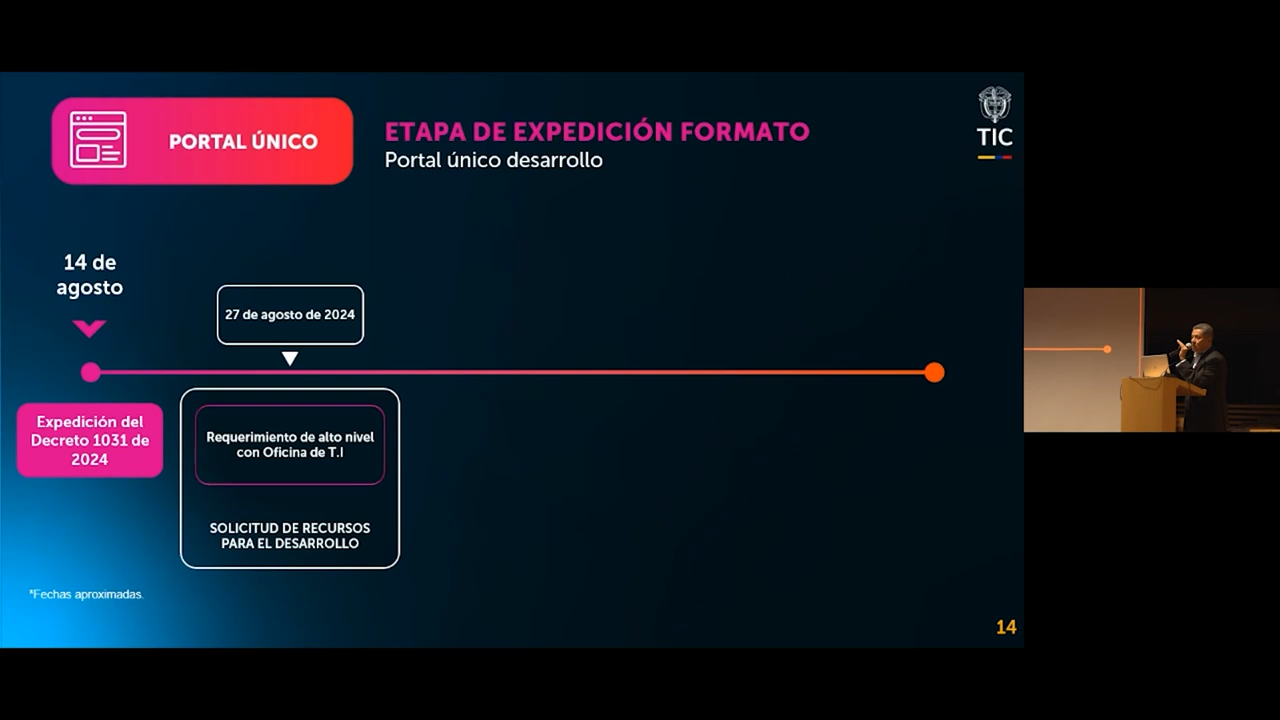 PORTAL ÚNICO
ETAPA DE EXPEDICIÓN FORMATO
Portal único desarrollo
TIC
14 de
agosto
27 de agosto de 2024
Expedición del
Decreto 1031 de
2024
Requerimiento de alto nivel
con Oficina de T.I
SOLICITUD DE RECURSOS
PARA EL DESARROLLO
*Fechas aproximadas.
14